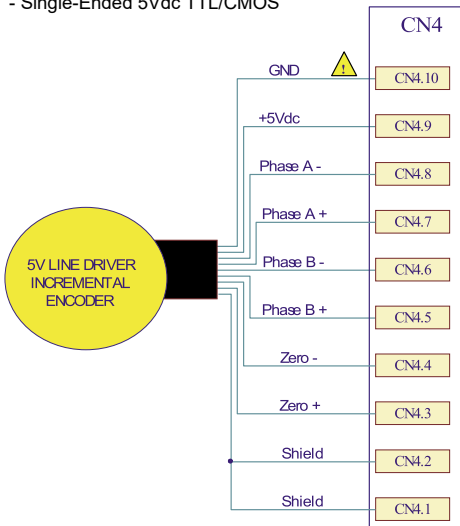 - Single-Ended 5Vdc TTL/CMOS
CN4
GND
!
CN4.10
+5Vdc
CN4.9
Phase A -
CN4.8
Phase A +
CN4.7
Phase B -
CN4.6
5V LINE DRIVER
INCREMENTAL
ENCODER
Phase B +
CN4.5
Zero -
CN4.4
Zero +
CN4.3
Shield
CN4.2
Shield
CN4.1